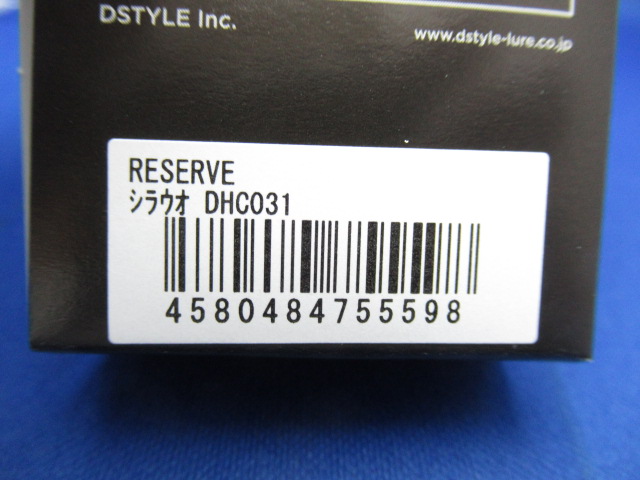 DSTYLE Inc.
www.dstyle-lure.co.jp
RESERVE
ｼﾗｳｵ DHC031
4580484755598